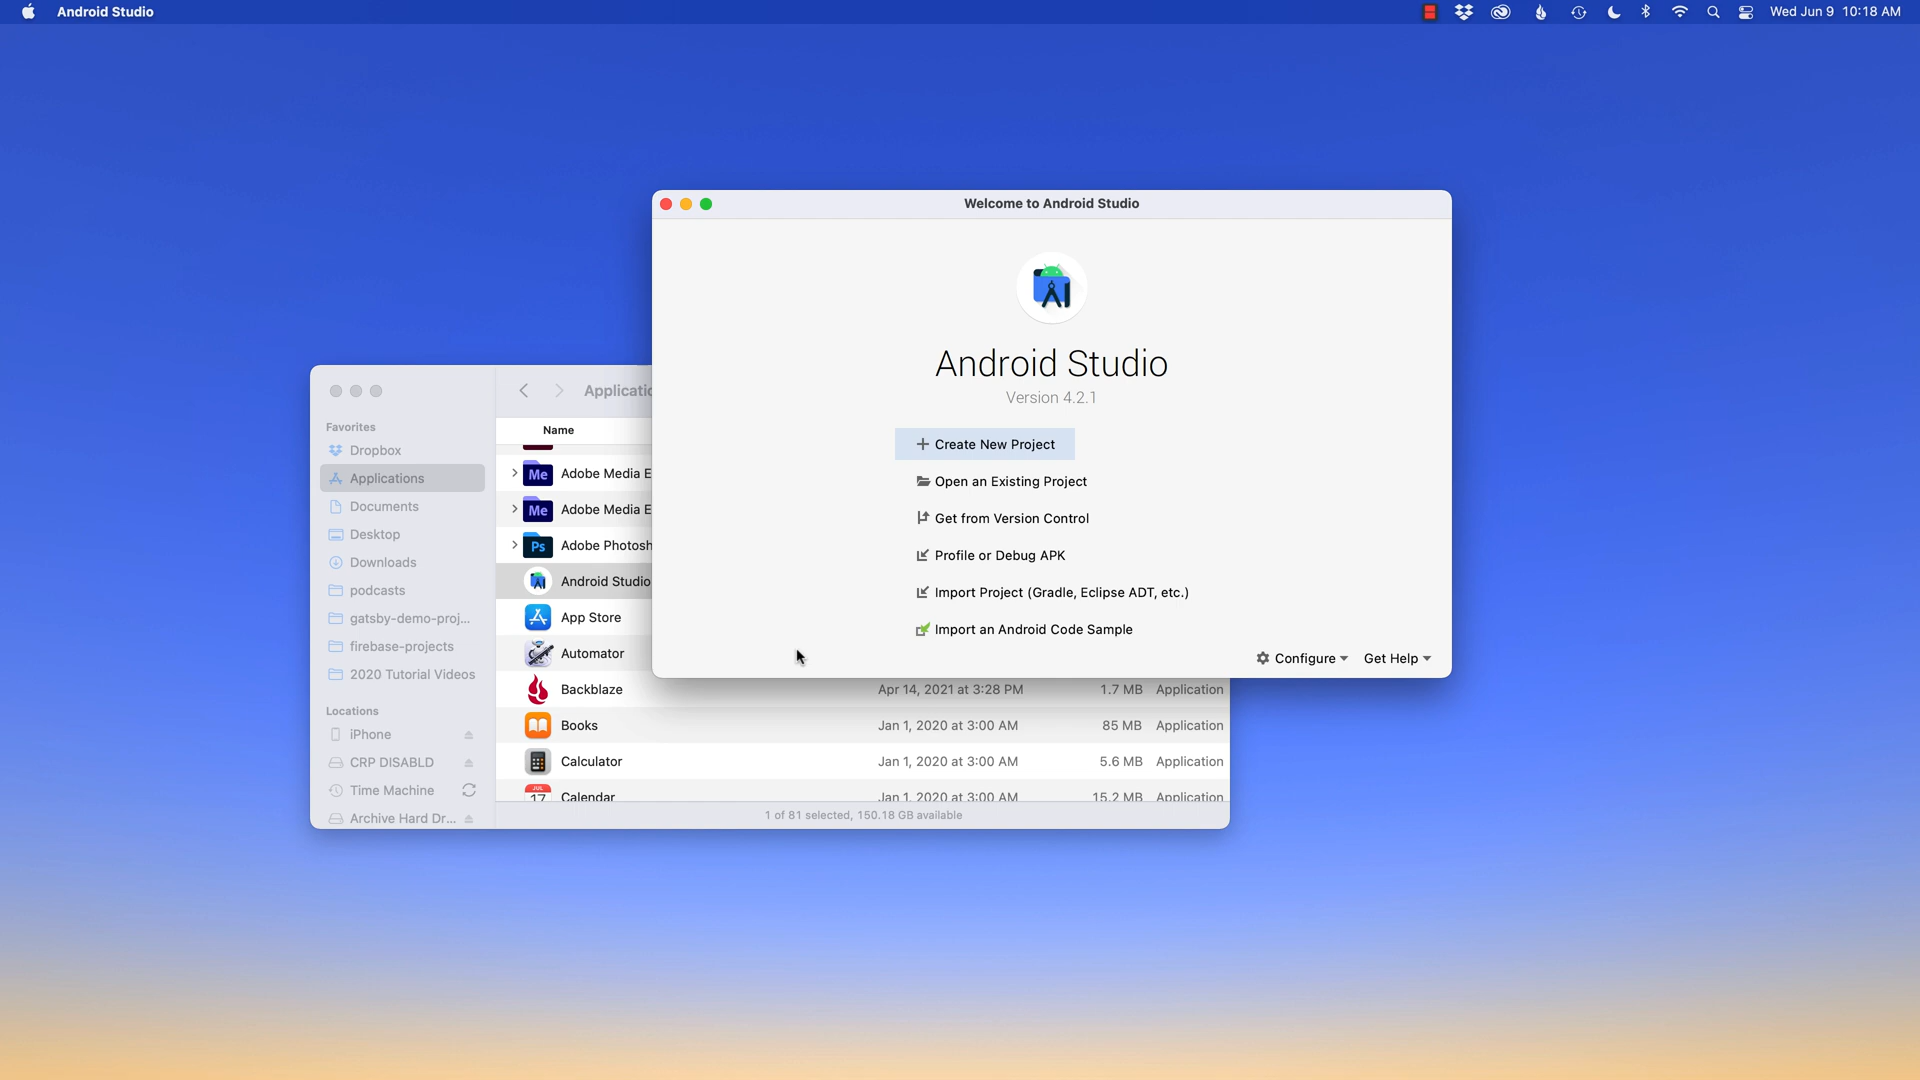 Android Studio
Wed Jun 9 10:18 AM
Welcome to Android Studio
Android Studio
Version 4.2.1
Create New Project
Open an Existing Project
Get from Version Control
Profile or Debug APK
Import Project (Gradle, Eclipse ADT, etc.)
Import an Android Code Sample
Configure
Get Help
Favorites
Dropbox
Applications
Documents
Desktop
Downloads
podcasts
gatsby-demo-proj...
firebase-projects
2020 Tutorial Videos
Locations
iPhone
CRP DISABLD
Time Machine
Archive Hard Dr...
Applicatio
Name
Me Adobe Media E
Me Adobe Media E
Ps Adobe Photosh
Android Studio
App Store
Automator
Backblaze Apr 14, 2021 at 3:28 PM 1.7 MB Application
Books Jan 1, 2020 at 3:00 AM 85 MB Application
Calculator Jan 1, 2020 at 3:00 AM 5.6 MB Application
JUL 17 Calendar Jan 1, 2020 at 3:00 AM 15.2 MB Application
1 of 81 selected, 150.18 GB available